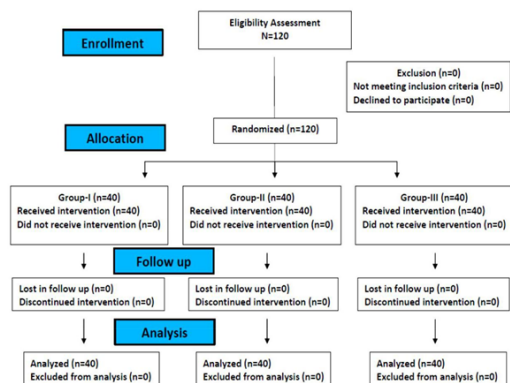 Eligibility Assessment
N=120
Enrollment
Exclusion (n=0)
Not meeting inclusion criteria (n=0)
Declined to participate (n=0)
Randomized (n=120)
Allocation
Group-I (n=40)
Received intervention (n=40)
Did not receive intervention (n=0)
Group-II (n=40)
Received intervention (n=40)
Did not receive intervention (n=0)
Group-III (n=40)
Received intervention (n=40)
Did not receive intervention (n=0)
Follow up
Lost in follow up (n=0)
Discontinued intervention (n=0)
Lost in follow up (n=0)
Discontinued intervention (n=0)
Lost in follow up (n=0)
Discontinued intervention (n=0)
Analysis
Analyzed (n=40)
Excluded from analysis (n=0)
Analyzed (n=40)
Excluded from analysis (n=0)
Analyzed (n=40)
Excluded from analysis (n=0)